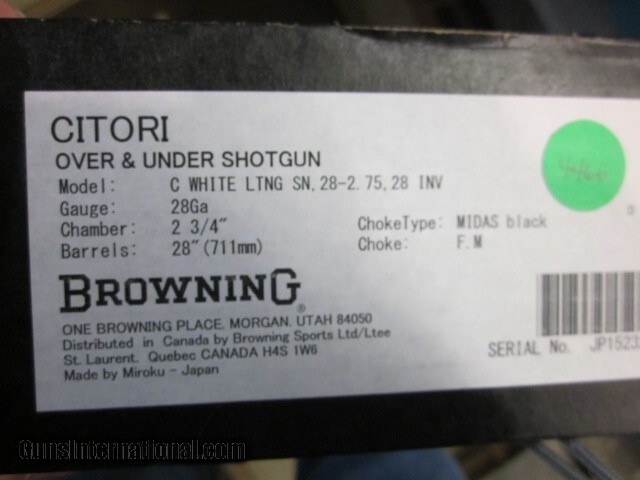 CITORI
OVER & UNDER SHOTGUN
Model: C WHITE LTNG SN, 28-2.75, 28 INV
Gauge: 28Ga
Chamber: 2 3/4" ChokeType: MIDAS black
Barrels: 28"(711mm) Choke: F.M
BROWNING®
ONE BROWNING PLACE, MORGAN, UTAH 84050
Distributed in Canada by Browning Sports Ltd/Ltee
St. Laurent, Quebec CANADA H4S 1W6
Made by Miroku - Japan
SERIAL No. JP1523
GunsInternational.com